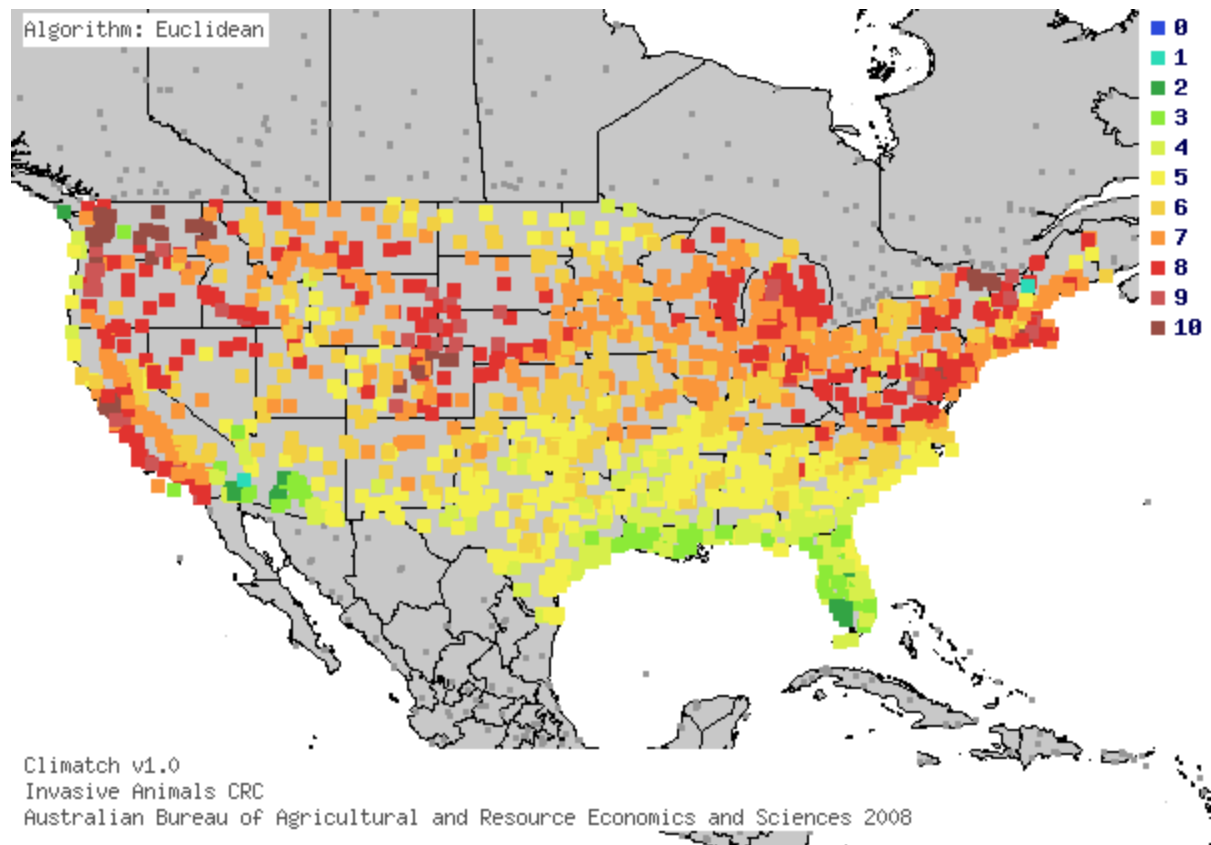 Algorithm: Euclidean
0
1
2
3
4
5
6
7
8
9
10
Climatch v1.0
Invasive Animals CRC
Australian Bureau of Agricultural and Resource Economics and Sciences 2008